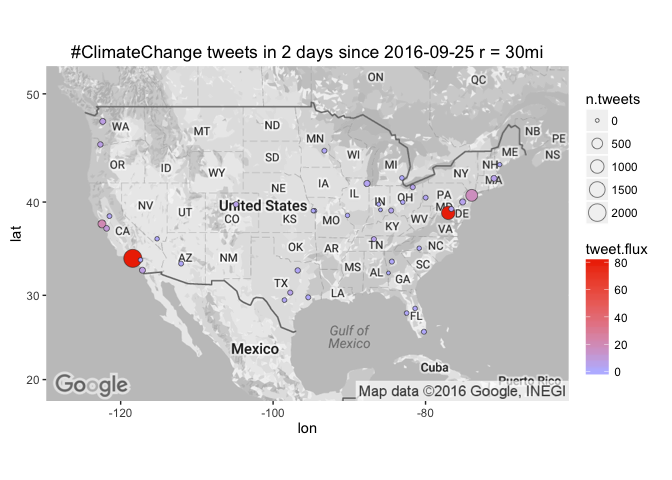 #ClimateChange tweets in 2 days since 2016-09-25 r = 30mi
lat
50
40
30
20
-120
-100
-80
lon
ON
QC
NB
PE
NS
ME
WA
MT
ND
MN
OR
ID
SD
WI
MI
NY
NH
MA
WY
NE
IA
IL
IN
OH
PA
NV
UT
United States
CO
KS
MO
KY
WV
MD
DE
VA
CA
AZ
NM
OK
AR
TN
NC
SC
TX
LA
MS
AL
GA
FL
Gulf of
Mexico
Mexico
Cuba
Puerto Rico
Google
Map data ©2016 Google, INEGI
n.tweets
0
500
1000
1500
2000
tweet.flux
80
60
40
20
0